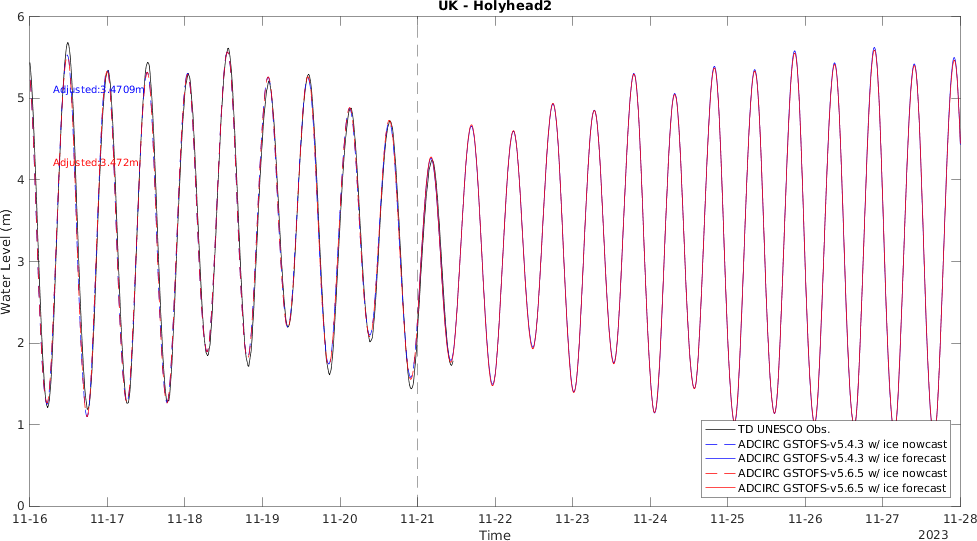 UK - Holyhead2
6
5
4
3
2
1
0
Water Level (m)
Adjusted:3.4709m
Adjusted:3.472m
TD UNESCO Obs.
ADCIRC GSTOFS-v5.4.3 w/ ice nowcast
ADCIRC GSTOFS-v5.4.3 w/ ice forecast
ADCIRC GSTOFS-v5.6.5 w/ ice nowcast
ADCIRC GSTOFS-v5.6.5 w/ ice forecast
11-16 11-17 11-18 11-19 11-20 11-21 11-22 11-23 11-24 11-25 11-26 11-27 11-28
Time
2023